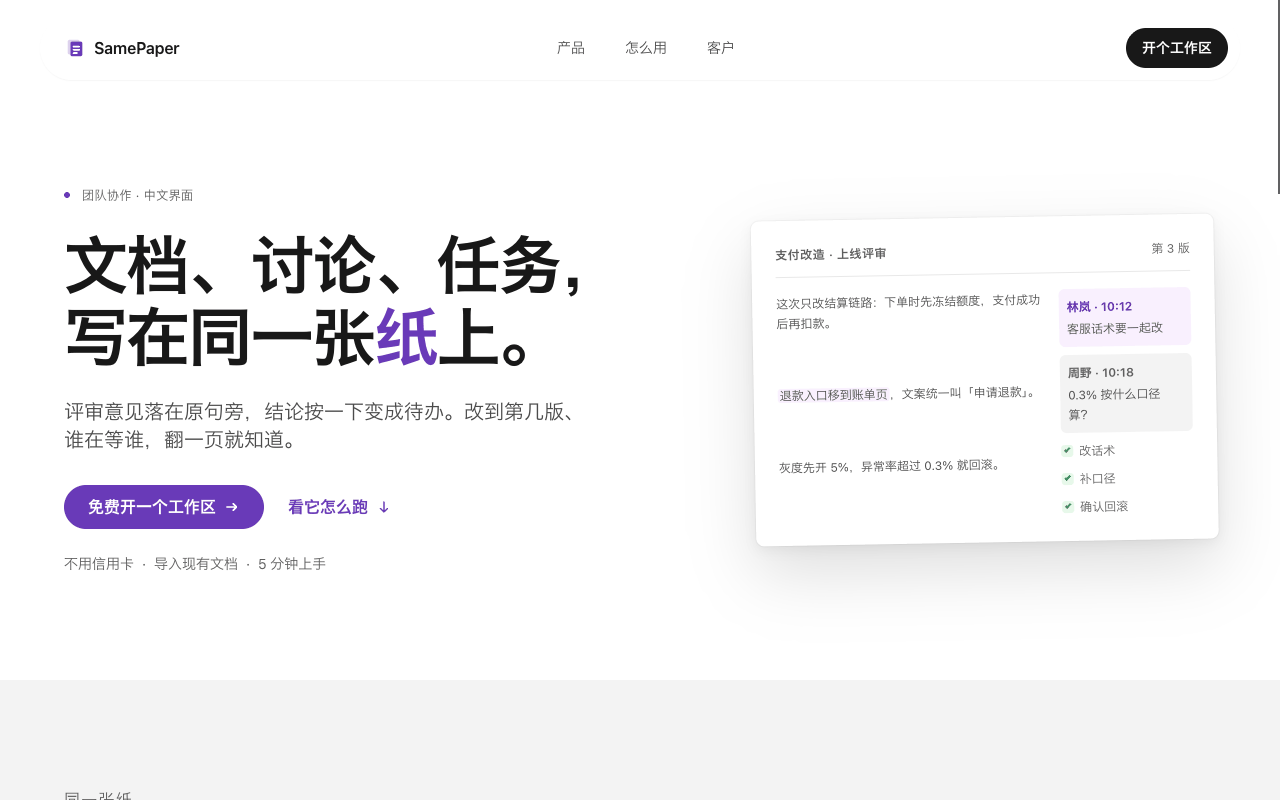 SamePaper
产品
怎么用
客户
开个工作区
团队协作 · 中文界面
文档、讨论、任务，
写在同一张纸上。
评审意见落在原句旁，结论按一下变成待办。改到第几版、
谁在等谁，翻一页就知道。
免费开一个工作区 →
看它怎么跑 ↓
不用信用卡 · 导入现有文档 · 5 分钟上手
支付改造 · 上线评审
第 3 版
这次只改结算链路：下单时先冻结额度，支付成功
后再扣款。
退款入口移到账单页，文案统一叫「申请退款」。
灰度先开 5%，异常率超过 0.3% 就回滚。
林岚 · 10:12
客服话术要一起改
周野 · 10:18
0.3% 按什么口径
算？
改话术
补口径
确认回滚
同一张纸